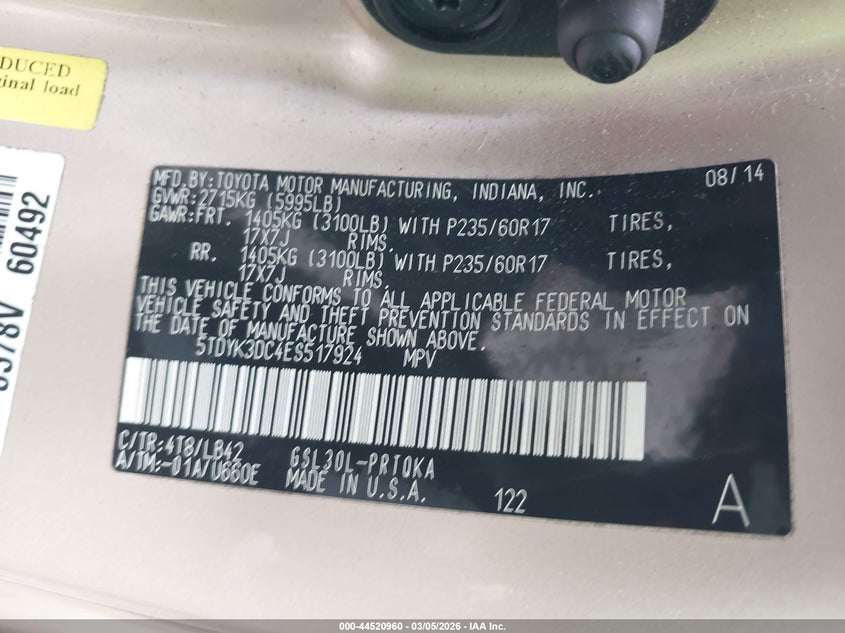 DUCED
ginal load
60492
MFD.BY:TOYOTA MOTOR MANUFACTURING, INDIANA, INC. 08/14
GVWR:2715KG (5995LB)
GAWR:FRT. 1405KG (3100LB) WITH P235/60R17 TIRES,
17X7J RIMS.
RR. 1405KG (3100LB) WITH P235/60R17 TIRES,
17X7J RIMS.
THIS VEHICLE CONFORMS TO ALL APPLICABLE FEDERAL MOTOR
VEHICLE SAFETY AND THEFT PREVENTION STANDARDS IN EFFECT ON
THE DATE OF MANUFACTURE SHOWN ABOVE.
5TDYK3DC4ES517924 MPV
C/TR:4T8/LB42 GSL30L-PRTQKA
A/TM:-01A/U660E MADE IN U.S.A. 122 A
000-44520960 - 03/05/2026 - IAA Inc.